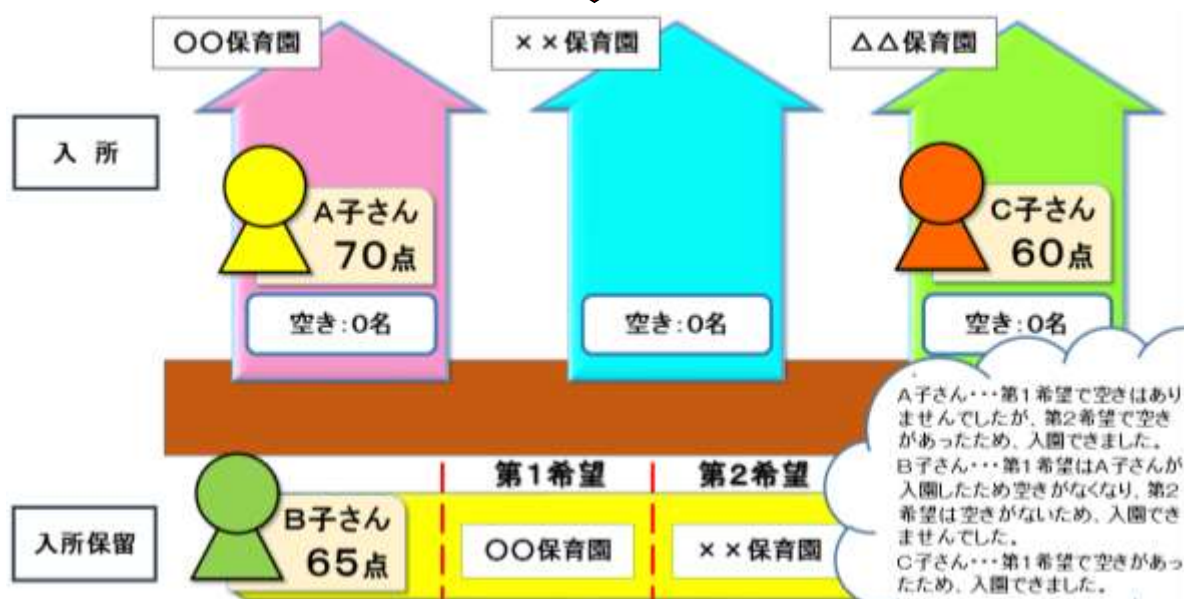 〇〇保育園
××保育園
△△保育園
入 所
A子さん
70点
C子さん
60点
空き:0名
空き:0名
空き:0名
A子さん・・・第1希望で空きはあり
ませんでしたが、第2希望で空き
があったため、入園できました。
B子さん・・・第1希望はA子さんが
入園したため空きがなくなり、第2
希望は空きがないため、入園でき
ませんでした。
C子さん・・・第1希望で空きがあっ
たため、入園できました。
第1希望
第2希望
入所保留
B子さん
65点
〇〇保育園
××保育園